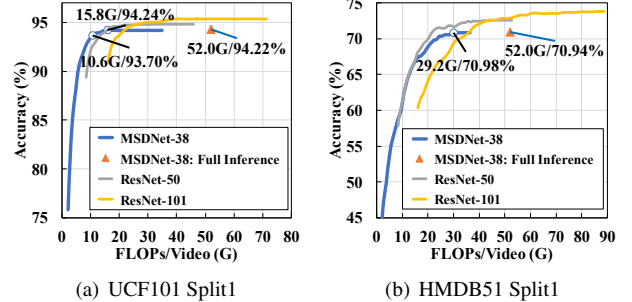 15.8G/94.24%
52.0G/94.22%
10.6G/93.70%
Accuracy (%)
100
95
90
85
80
75
MSDNet-38
MSDNet-38: Full Inference
ResNet-50
ResNet-101
0 10 20 30 40 50 60 70 80
FLOPs/Video (G)
(a) UCF101 Split1
52.0G/70.94%
29.2G/70.98%
Accuracy (%)
75
70
65
60
55
50
45
MSDNet-38
MSDNet-38: Full Inference
ResNet-50
ResNet-101
0 10 20 30 40 50 60 70 80 90
FLOPs/Video (G)
(b) HMDB51 Split1